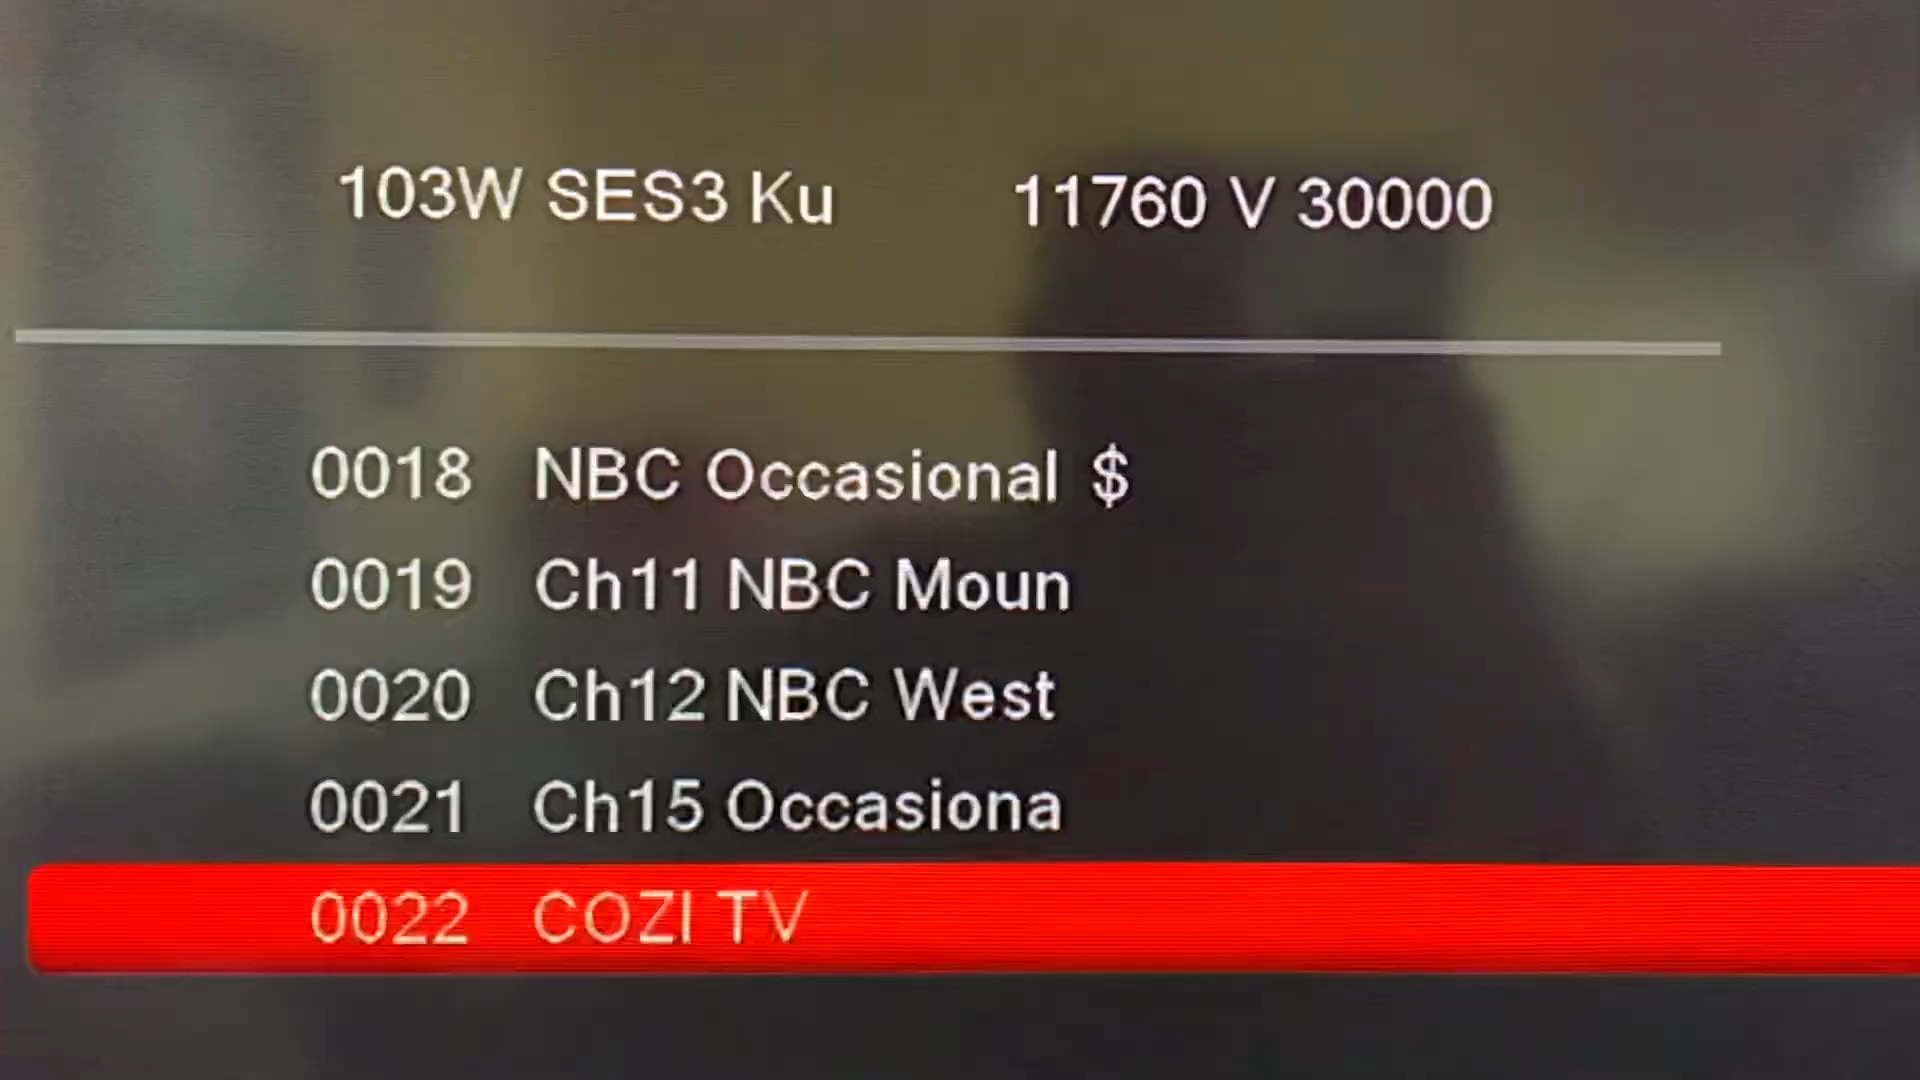 103W SES3 Ku 11760 V 30000
0018 NBC Occasional $
0019 Ch11 NBC Moun
0020 Ch12 NBC West
0021 Ch15 Occasiona
0022 COZI TV